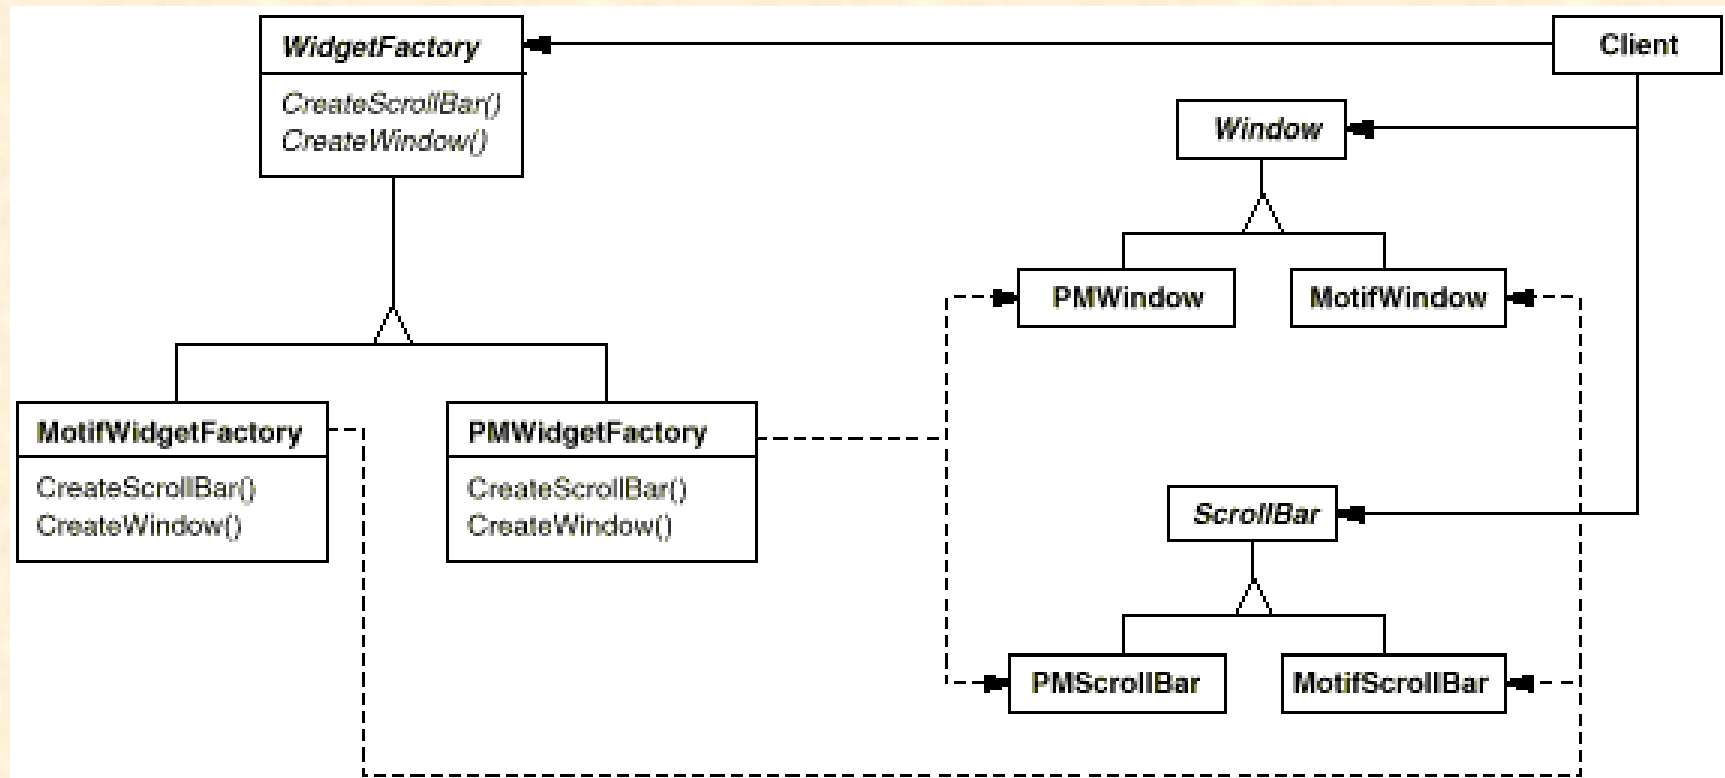 WidgetFactory
CreateScrollBar()
CreateWindow()
Client
Window
PMWindow
MotifWindow
MotifWidgetFactory
CreateScrollBar()
CreateWindow()
PMWidgetFactory
CreateScrollBar()
CreateWindow()
ScrollBar
PMScrollBar
MotifScrollBar